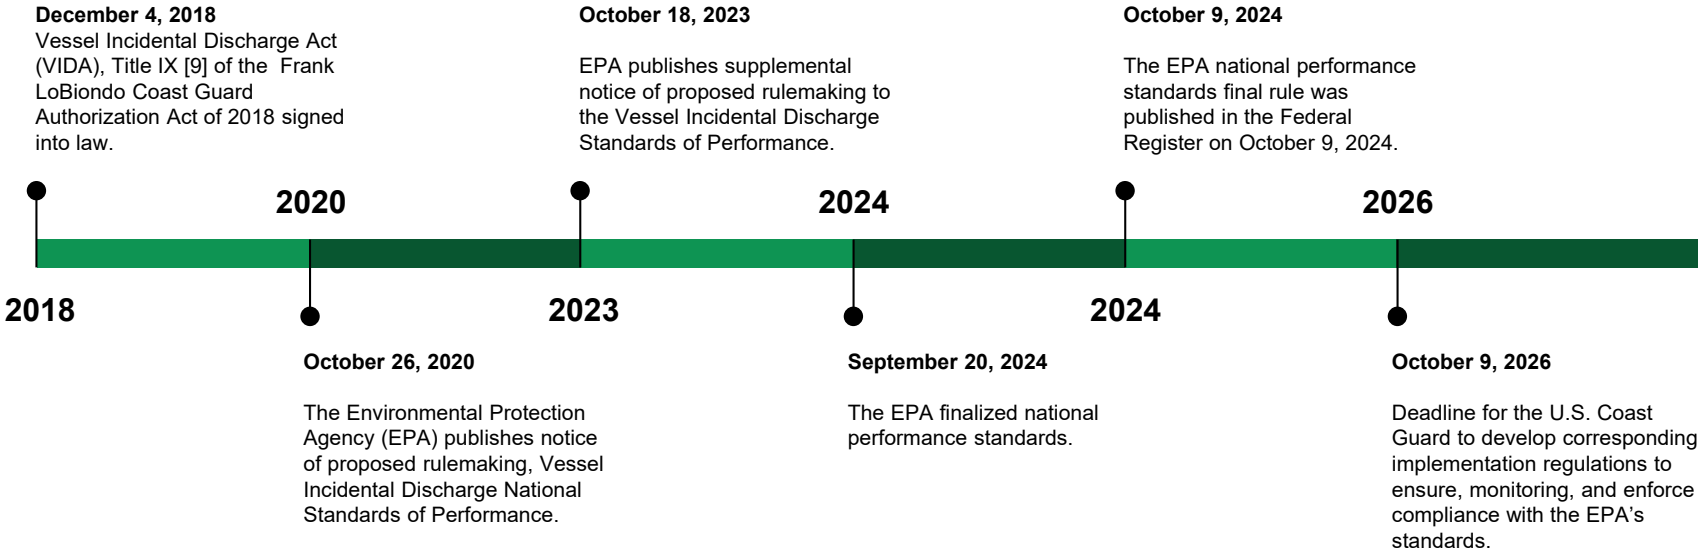 December 4, 2018
Vessel Incidental Discharge Act
(VIDA), Title IX [9] of the  Frank
LoBiondo Coast Guard
Authorization Act of 2018 signed
into law.
October 18, 2023
EPA publishes supplemental
notice of proposed rulemaking to
the Vessel Incidental Discharge
Standards of Performance.
October 9, 2024
The EPA national performance
standards final rule was
published in the Federal
Register on October 9, 2024.
2020
2024
2026
2018
2023
2024
October 26, 2020
The Environmental Protection
Agency (EPA) publishes notice
of proposed rulemaking, Vessel
Incidental Discharge National
Standards of Performance.
September 20, 2024
The EPA finalized national
performance standards.
October 9, 2026
Deadline for the U.S. Coast
Guard to develop corresponding
implementation regulations to
ensure, monitoring, and enforce
compliance with the EPA’s
standards.